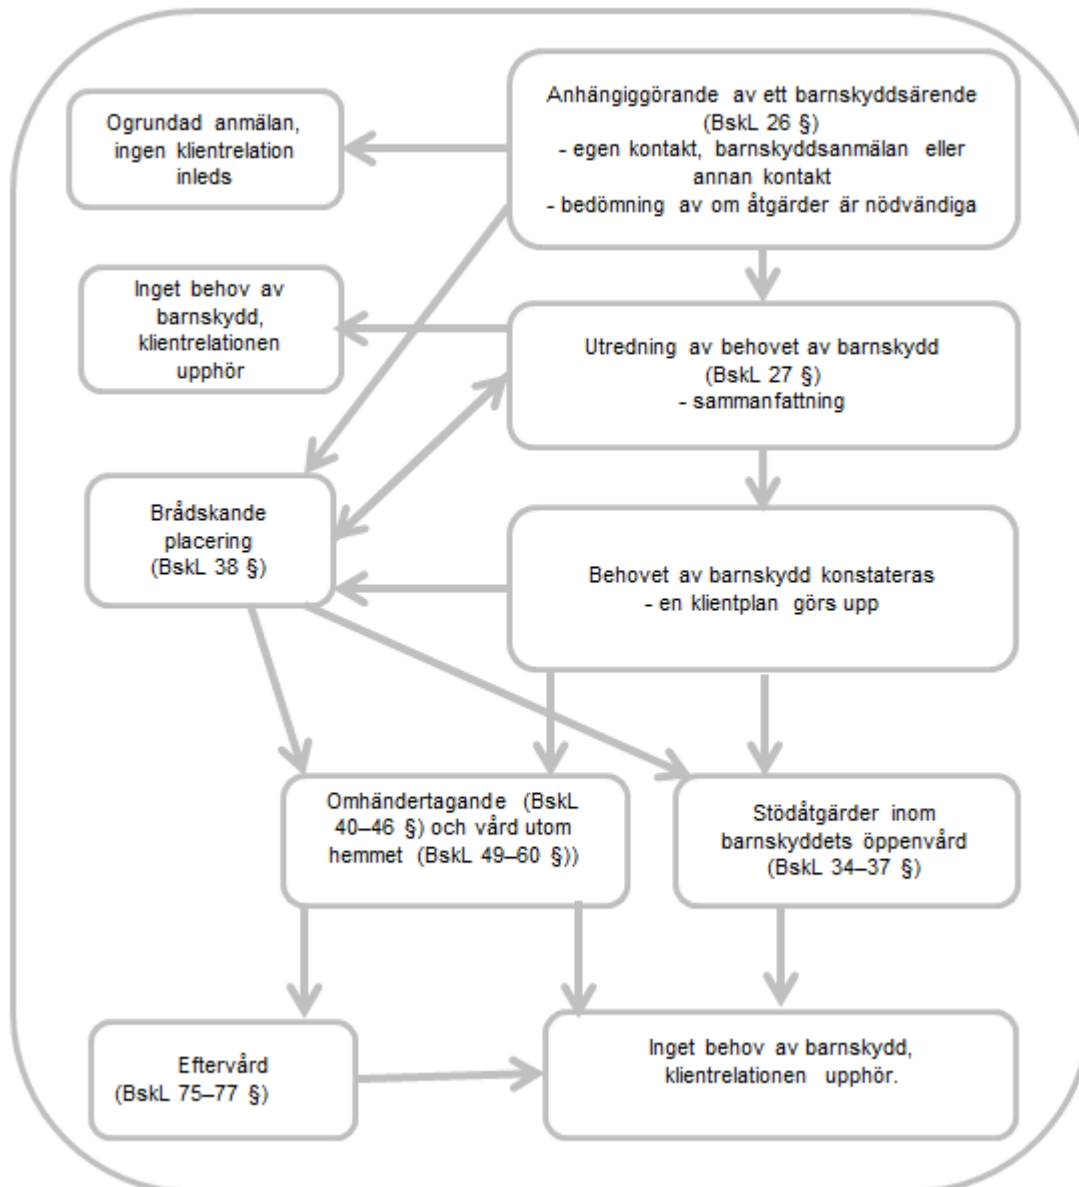 Anhängiggörande av ett barnskyddsärende
(BskL 26 §)
- egen kontakt, barnskyddsanmälan eller
annan kontakt
- bedömning av om åtgärder är nödvändiga
Ogrundad anmälan,
ingen klientrelation
inleds
Inget behov av
barnskydd,
klientrelationen
upphör
Utredning av behovet av barnskydd
(BskL 27 §)
- sammanfattning
Brådskande
placering
(BskL 38 §)
Behovet av barnskydd konstateras
- en klientplan görs upp
Omhändertagande (BskL
40–46 §) och vård utom
hemmet (BskL 49–60 §))
Stödåtgärder inom
barnskyddets öppenvård
(BskL 34–37 §)
Eftervård
(BskL 75–77 §)
Inget behov av barnskydd,
klientrelationen upphör.